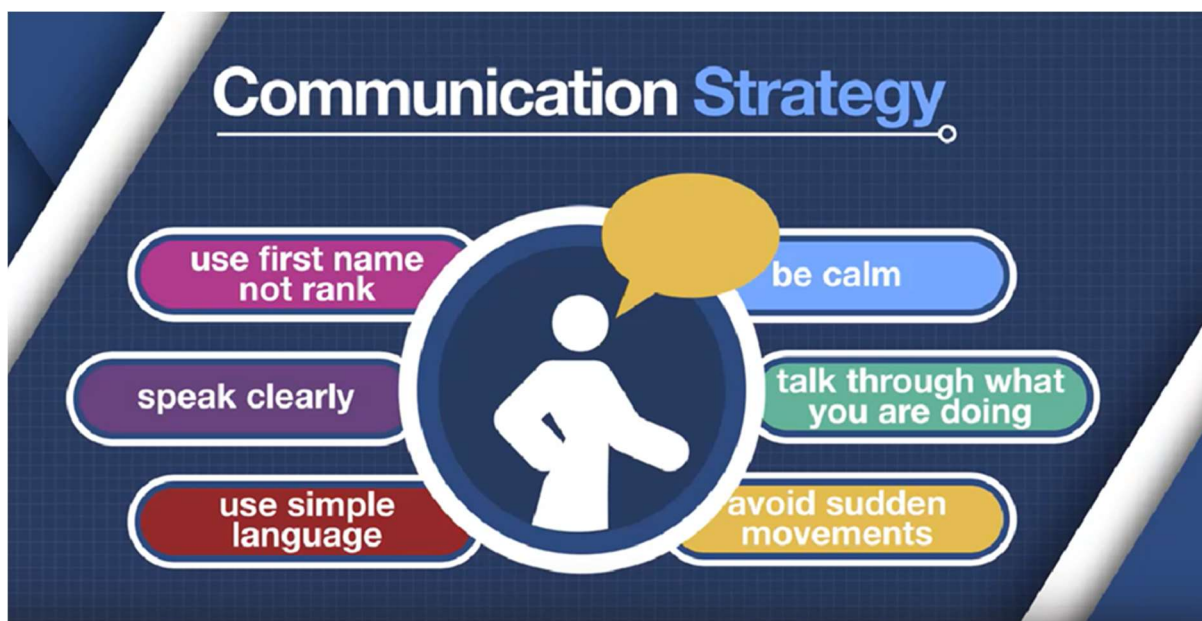 Communication Strategy
use first name
not rank
be calm
speak clearly
talk through what
you are doing
use simple
language
avoid sudden
movements